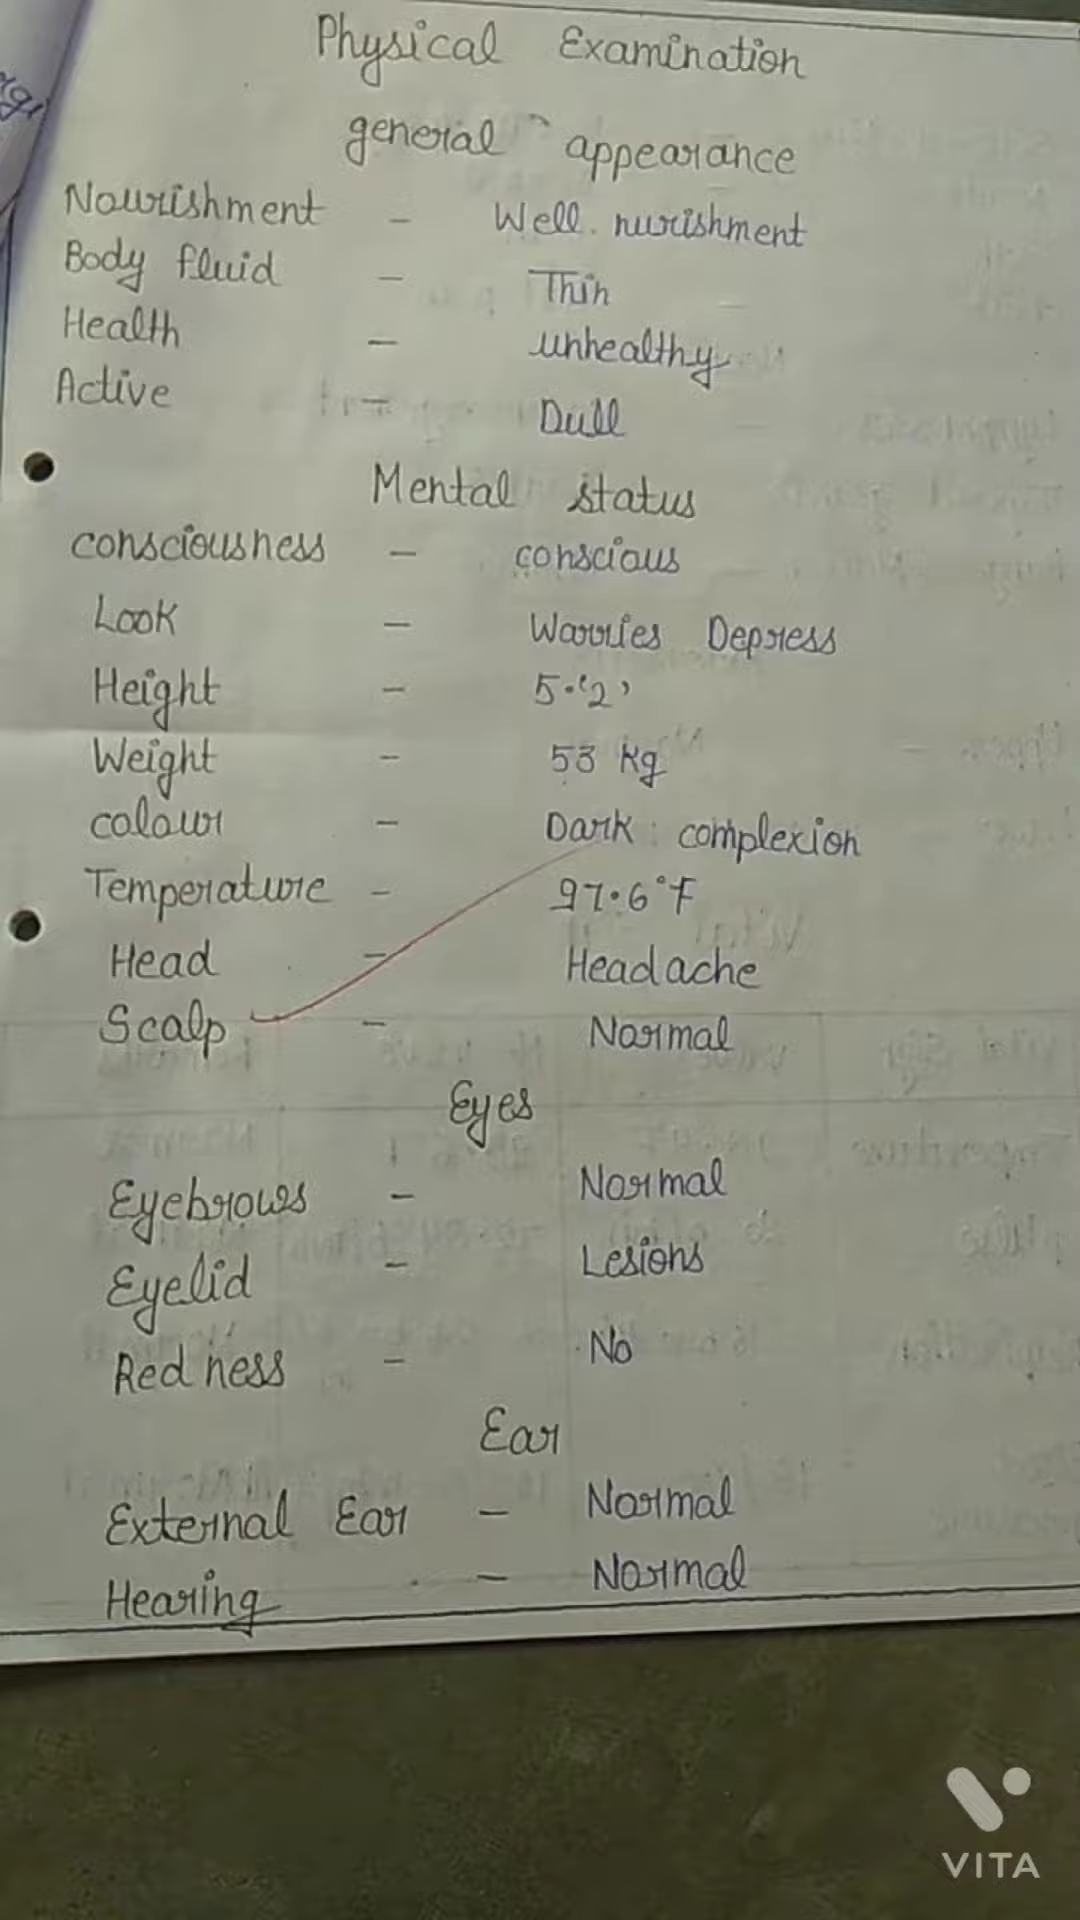 Physical Examination
general appearance
Nourishment - Well. nurishment
Body fluid - Thin
Health - unhealthy
Active - Dull
Mental status
consciousness - conscious
Look - Worries Depress
Height - 5.'2'
Weight - 53 Kg
colour - Dark complexion
Temperature - 97.6°F
Head - Headache
Scalp - Normal
Eyes
Eyebrows - Normal
Eyelid - Lesions
Redness - No
Ear
External Ear - Normal
Hearing - Normal
VITA